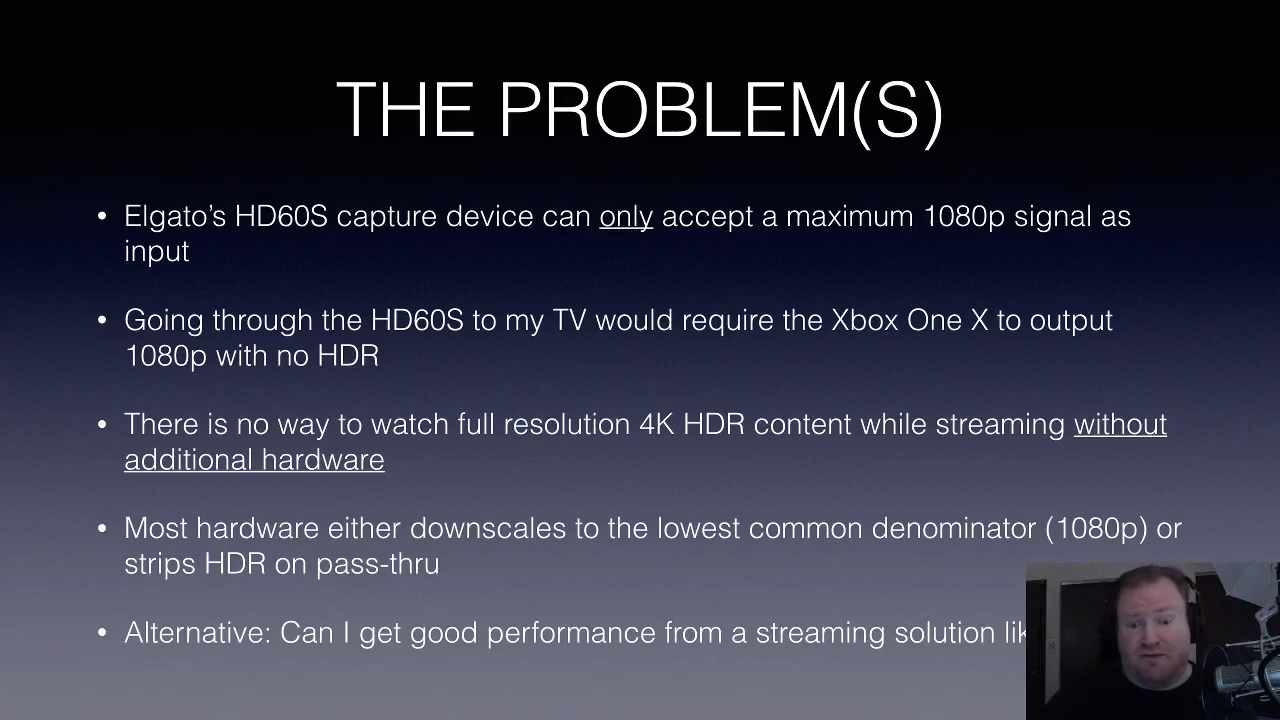 THE PROBLEM(S)
• Elgato’s HD60S capture device can only accept a maximum 1080p signal as
input
• Going through the HD60S to my TV would require the Xbox One X to output
1080p with no HDR
• There is no way to watch full resolution 4K HDR content while streaming without
additional hardware
• Most hardware either downscales to the lowest common denominator (1080p) or
strips HDR on pass-thru
• Alternative: Can I get good performance from a streaming solution